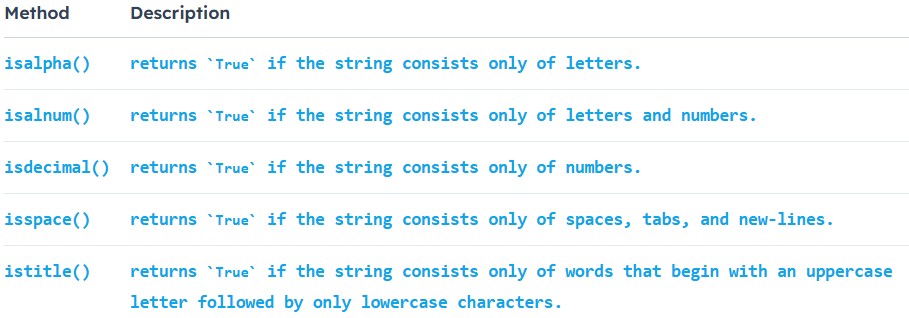 Method Description
isalpha() returns `True` if the string consists only of letters.
isalnum() returns `True` if the string consists only of letters and numbers.
isdecimal() returns `True` if the string consists only of numbers.
isspace() returns `True` if the string consists only of spaces, tabs, and new-lines.
istitle() returns `True` if the string consists only of words that begin with an uppercase
letter followed by only lowercase characters.